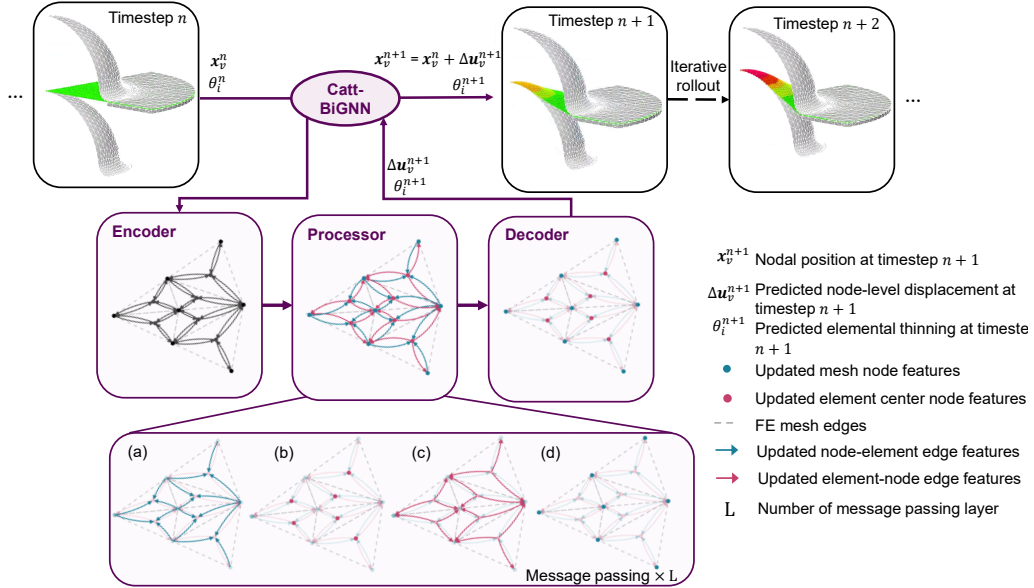 Timestep n
Timestep n + 1
Timestep n + 2
...
x_v^n
θ_i^n
Catt-
BiGNN
x_v^{n+1} = x_v^n + Δu_v^{n+1}
θ_i^{n+1}
Iterative
rollout
...
Δu_v^{n+1}
θ_i^{n+1}
Encoder
Processor
Decoder
x_v^{n+1} Nodal position at timestep n + 1
Δu_v^{n+1} Predicted node-level displacement at
timestep n + 1
θ_i^{n+1} Predicted elemental thinning at timeste
n + 1
Updated mesh node features
Updated element center node features
FE mesh edges
Updated node-element edge features
Updated element-node edge features
L Number of message passing layer
(a)
(b)
(c)
(d)
Message passing × L